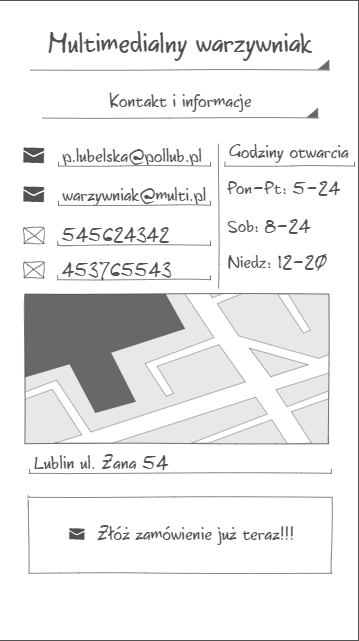 Multimedialny warzywniak
Kontakt i informacje
p.lubelska@pollub.pl
warzywniak@multi.pl
545624342
453765543
Godziny otwarcia
Pon-Pt: 5-24
Sob: 8-24
Niedz: 12-20
Lublin ul. Zana 54
Złóż zamówienie już teraz!!!